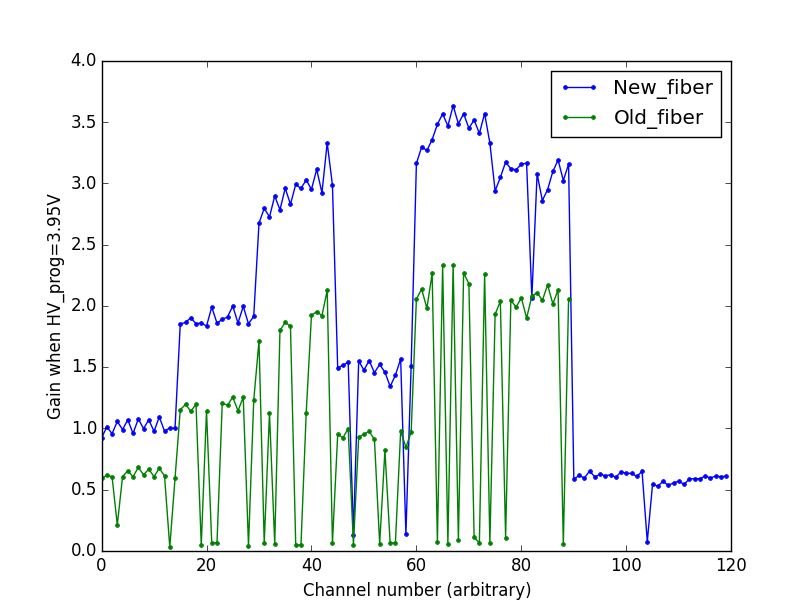 4.0
3.5
3.0
2.5
2.0
1.5
1.0
0.5
0.0
Gain when HV_prog=3.95V
New_fiber
Old_fiber
0 20 40 60 80 100 120
Channel number (arbitrary)